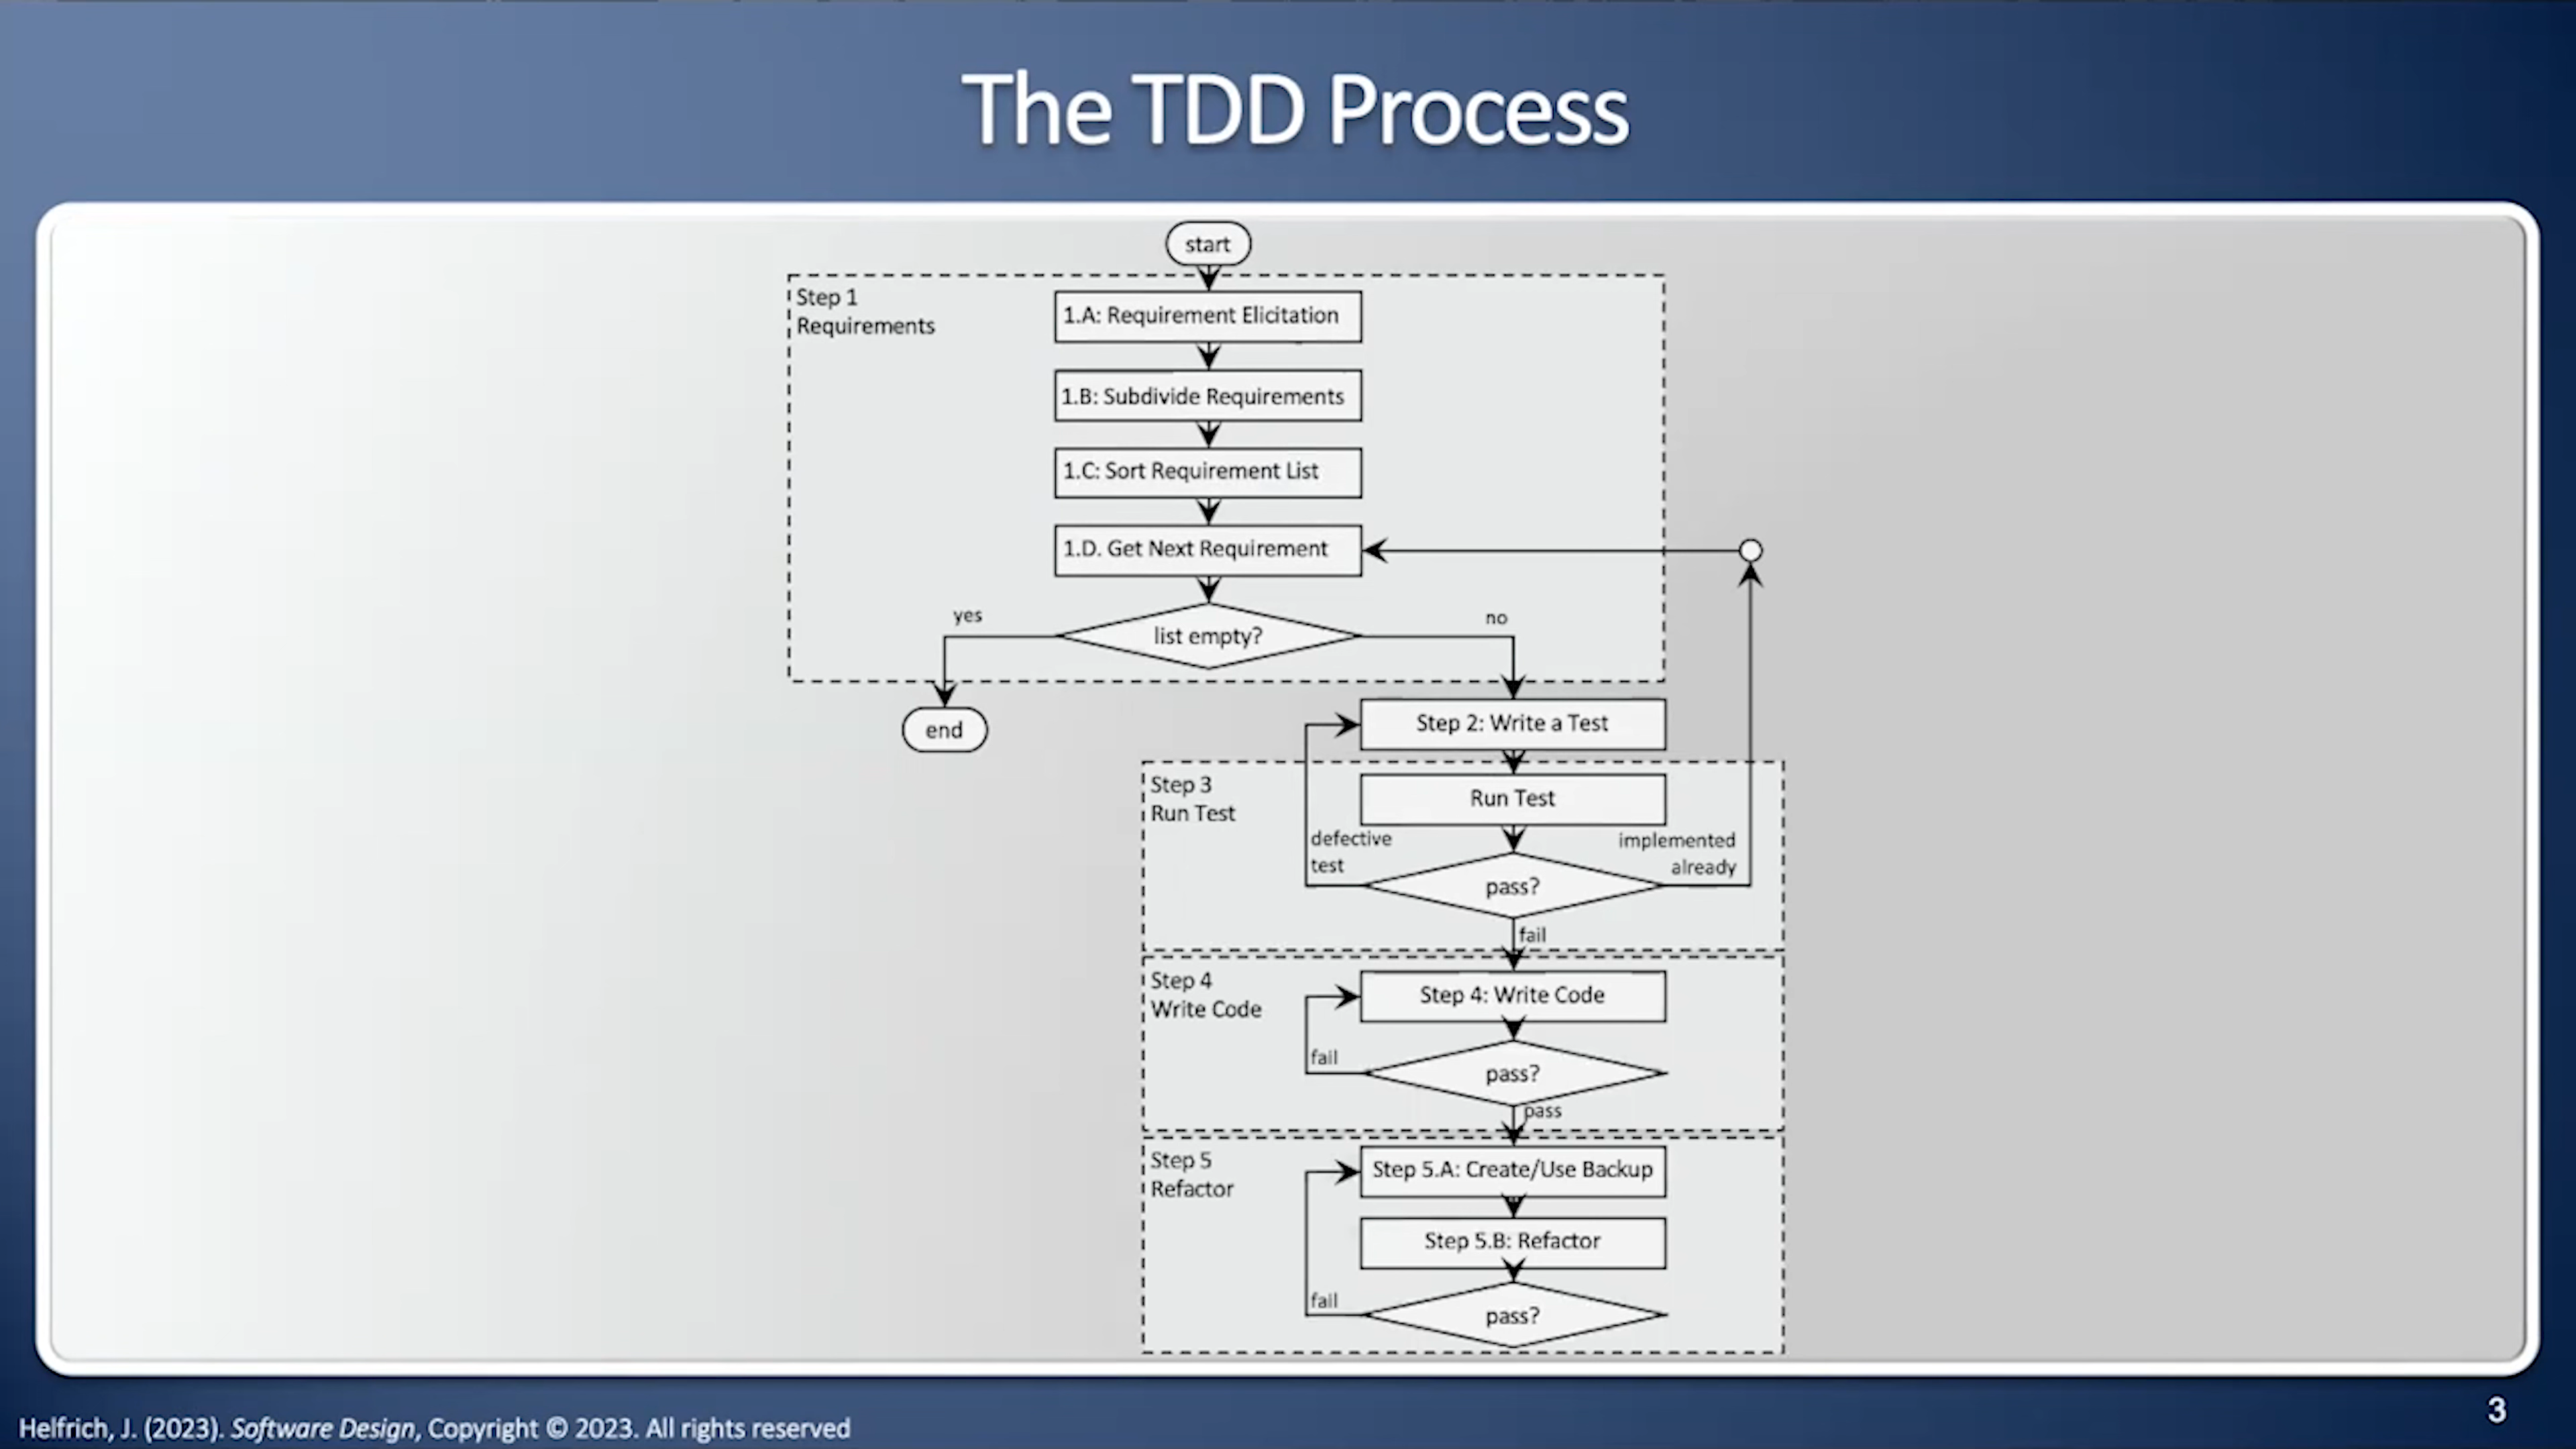 The TDD Process
start
Step 1
Requirements
1.A: Requirement Elicitation
1.B: Subdivide Requirements
1.C: Sort Requirement List
1.D. Get Next Requirement
yes
list empty?
no
end
Step 2: Write a Test
Step 3
Run Test
Run Test
defective
test
implemented
already
pass?
fail
Step 4
Write Code
Step 4: Write Code
fail
pass?
pass
Step 5
Refactor
Step 5.A: Create/Use Backup
Step 5.B: Refactor
fail
pass?
Helfrich, J. (2023). Software Design, Copyright © 2023. All rights reserved
3